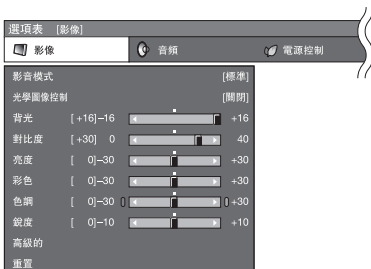 選項表 [影像]
影像 音頻 電源控制
影音模式 [標準]
光學圖像控制 [關閉]
背光 [+16]–16 +16
對比度 [+30] 0 40
亮度 [ 0]–30 +30
彩色 [ 0]–30 +30
色調 [ 0]–30 +30
銳度 [ 0]–10 +10
高級的
重置